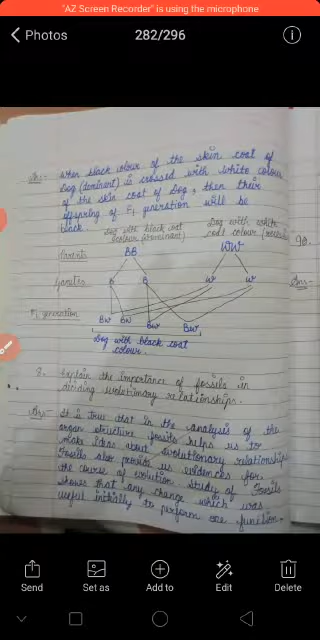 "AZ Screen Recorder" is using the microphone
Photos 282/296
Ans:- When black colour of the skin coat of
dog (dominant) is crossed with white colour
of the skin coat of dog, then their
offspring of F1 generation will be
black.
Dog with black coat
colour (dominant)
Dog with white
coat colour (
Parents BB WW
Gametes B B w w
F1 generation
Bw Bw Bw Bw
Dog with black coat
colour.
9.
Ans:-
8. Explain the importance of fossils in
deciding evolutionary relationships.
Ans:- It is true that in the analysis of the
organ structure fossils helps us to
make ideas about evolutionary relationship
Fossils also provide us evidences for
the course of evolution study of fossils
shows that any change which was
useful initially to perform one function.
Send Set as Add to Edit Delete